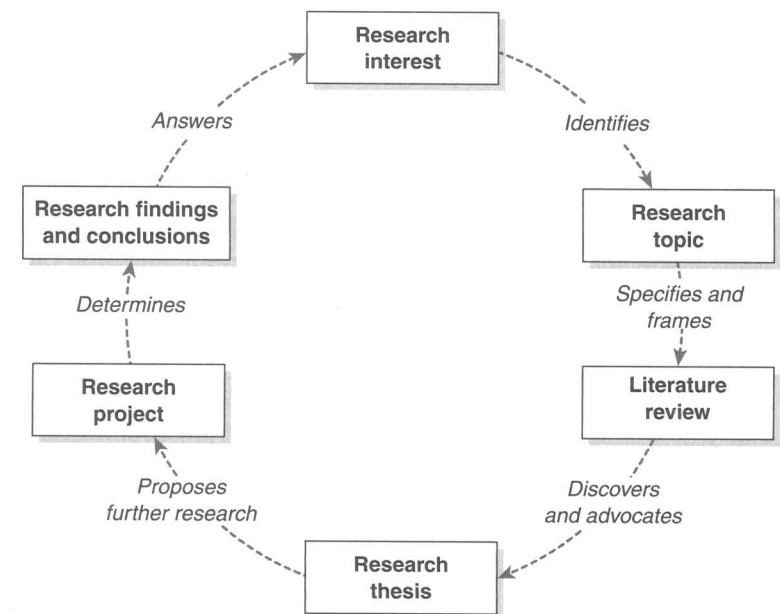 Research
interest
Identifies
Research
topic
Specifies and
frames
Literature
review
Discovers
and advocates
Research
thesis
Proposes
further research
Research
project
Determines
Research findings
and conclusions
Answers